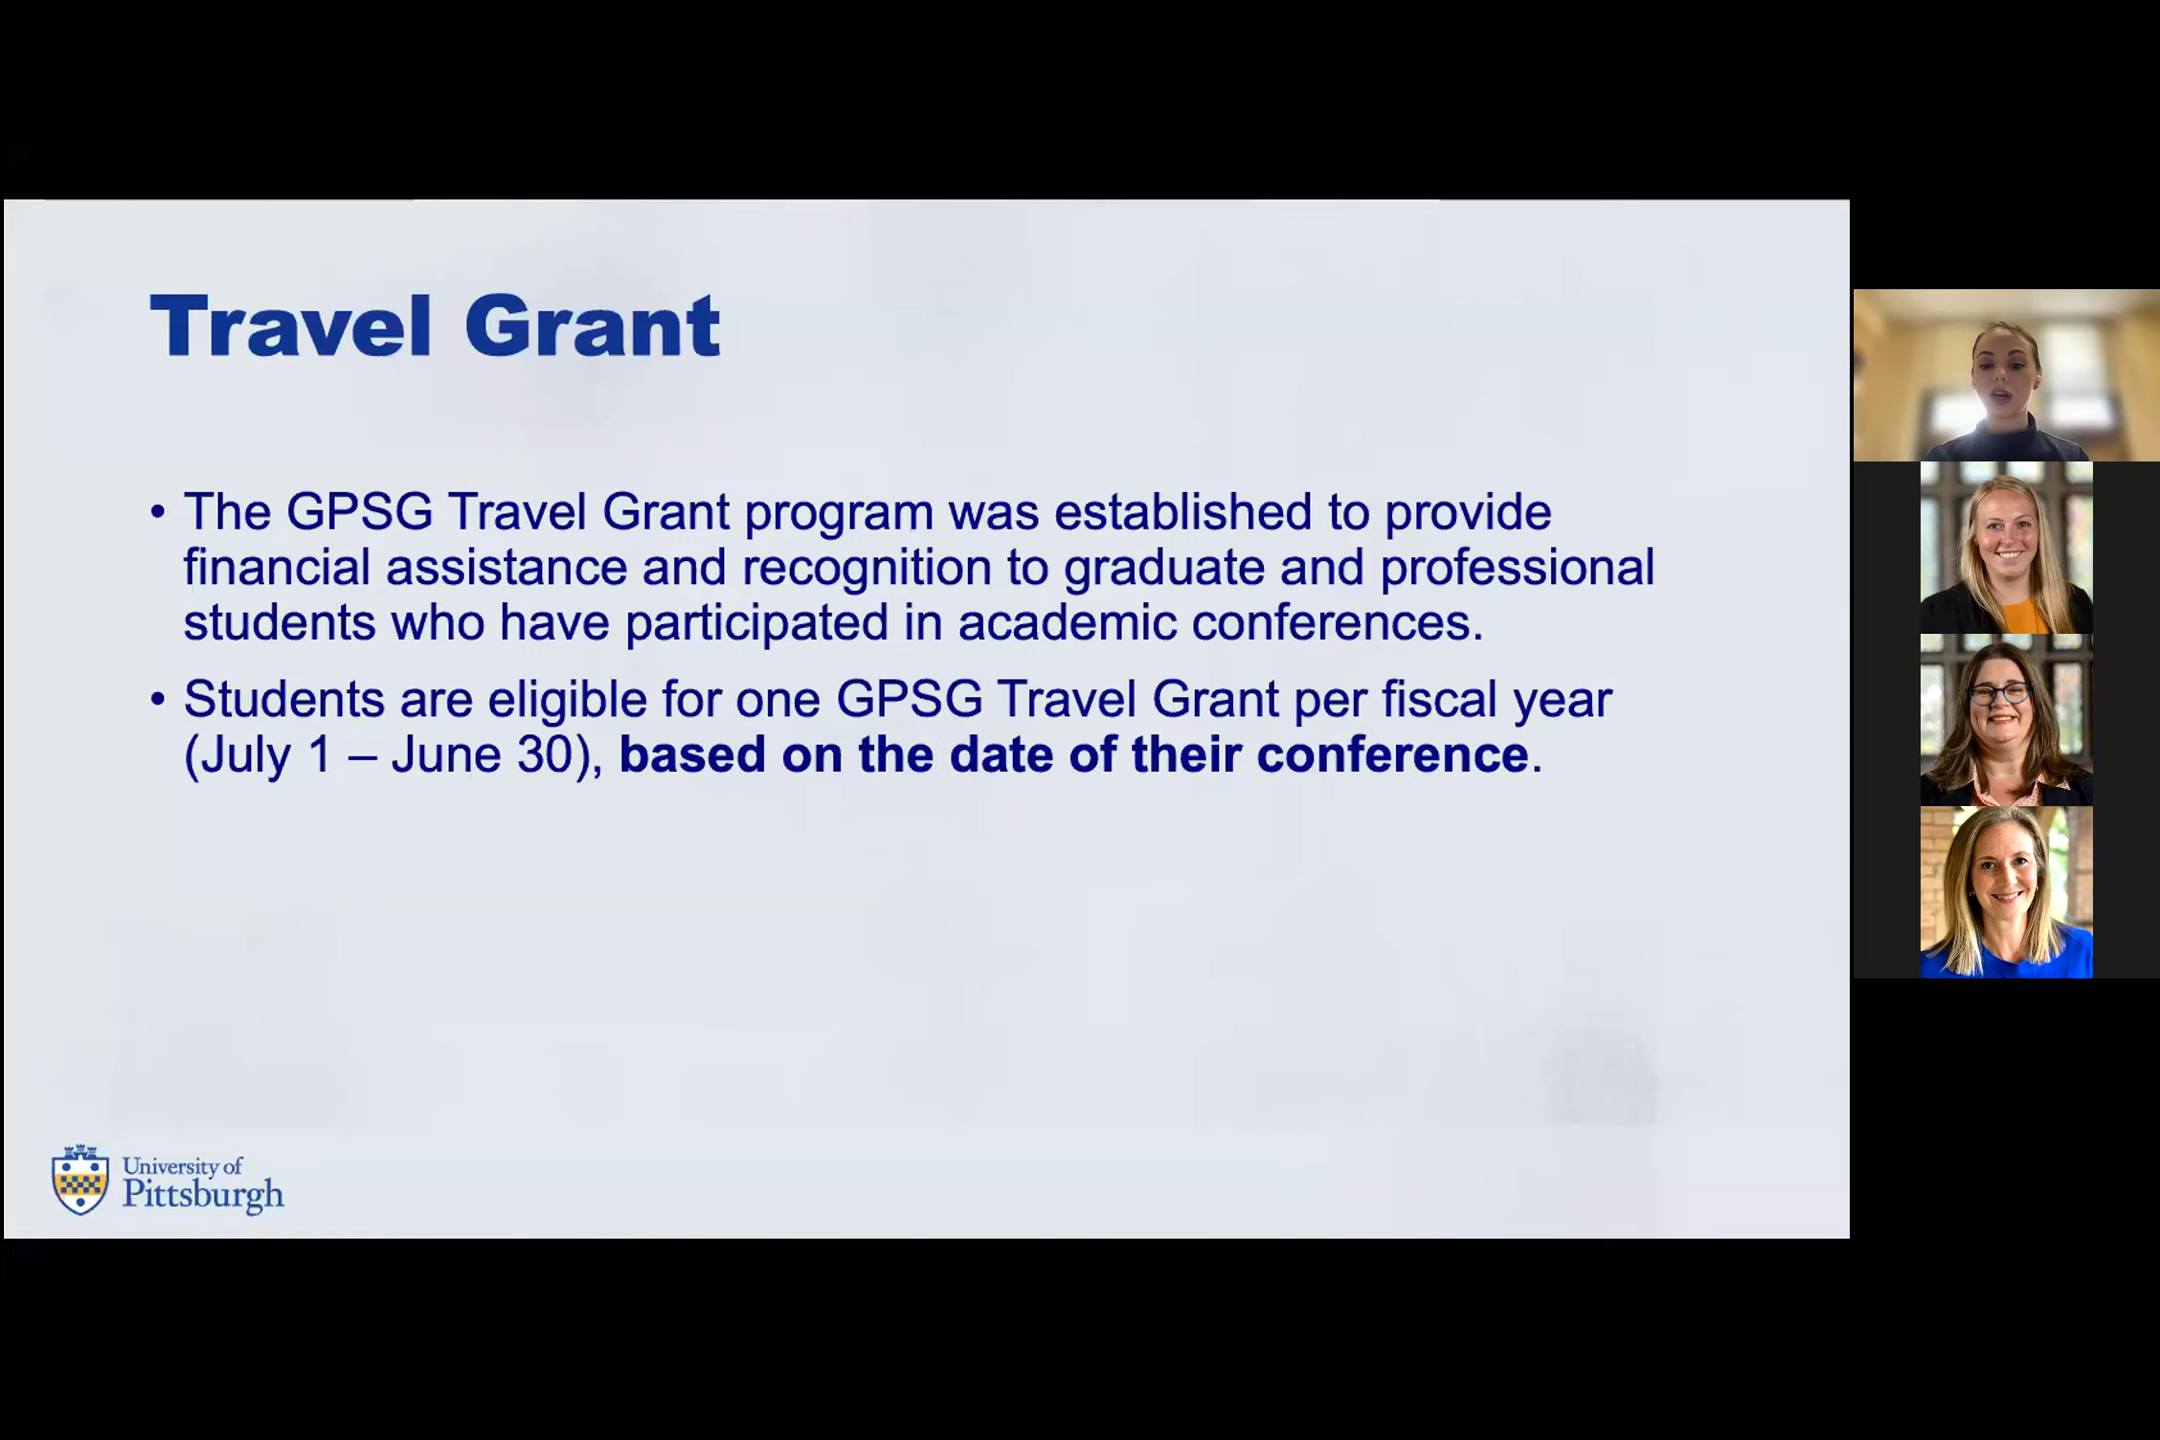 Travel Grant
• The GPSG Travel Grant program was established to provide
financial assistance and recognition to graduate and professional
students who have participated in academic conferences.
• Students are eligible for one GPSG Travel Grant per fiscal year
(July 1 – June 30), based on the date of their conference.
University of
Pittsburgh